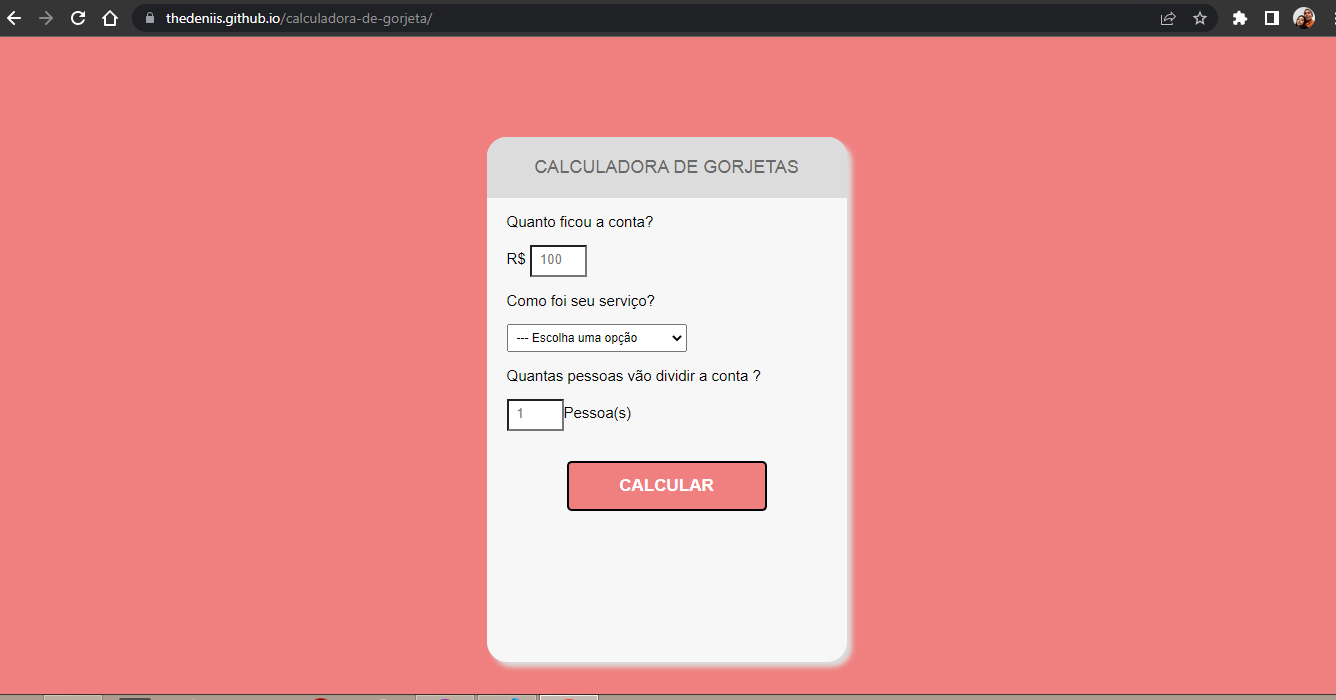 thedeniis.github.io/calculadora-de-gorjeta/
CALCULADORA DE GORJETAS
Quanto ficou a conta?
R$ 100
Como foi seu serviço?
--- Escolha uma opção
Quantas pessoas vão dividir a conta ?
1 Pessoa(s)
CALCULAR